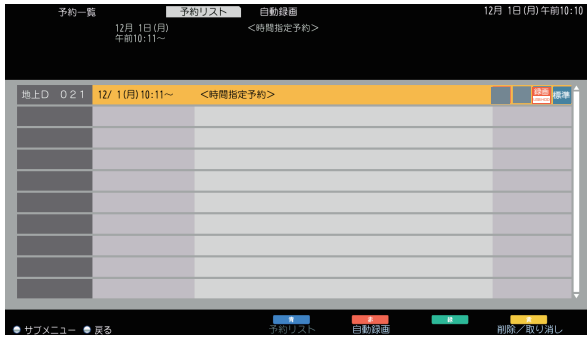 予約一覧 予約リスト 自動録画 12月 1日(月)午前10:10
12月 1日(月) <時間指定予約>
午前10:11～
地上D 021 12/ 1(月)10:11～ <時間指定予約> 録画 標準
青 赤 緑 黄
サブメニュー 戻る 予約リスト 自動録画 削除／取り消し